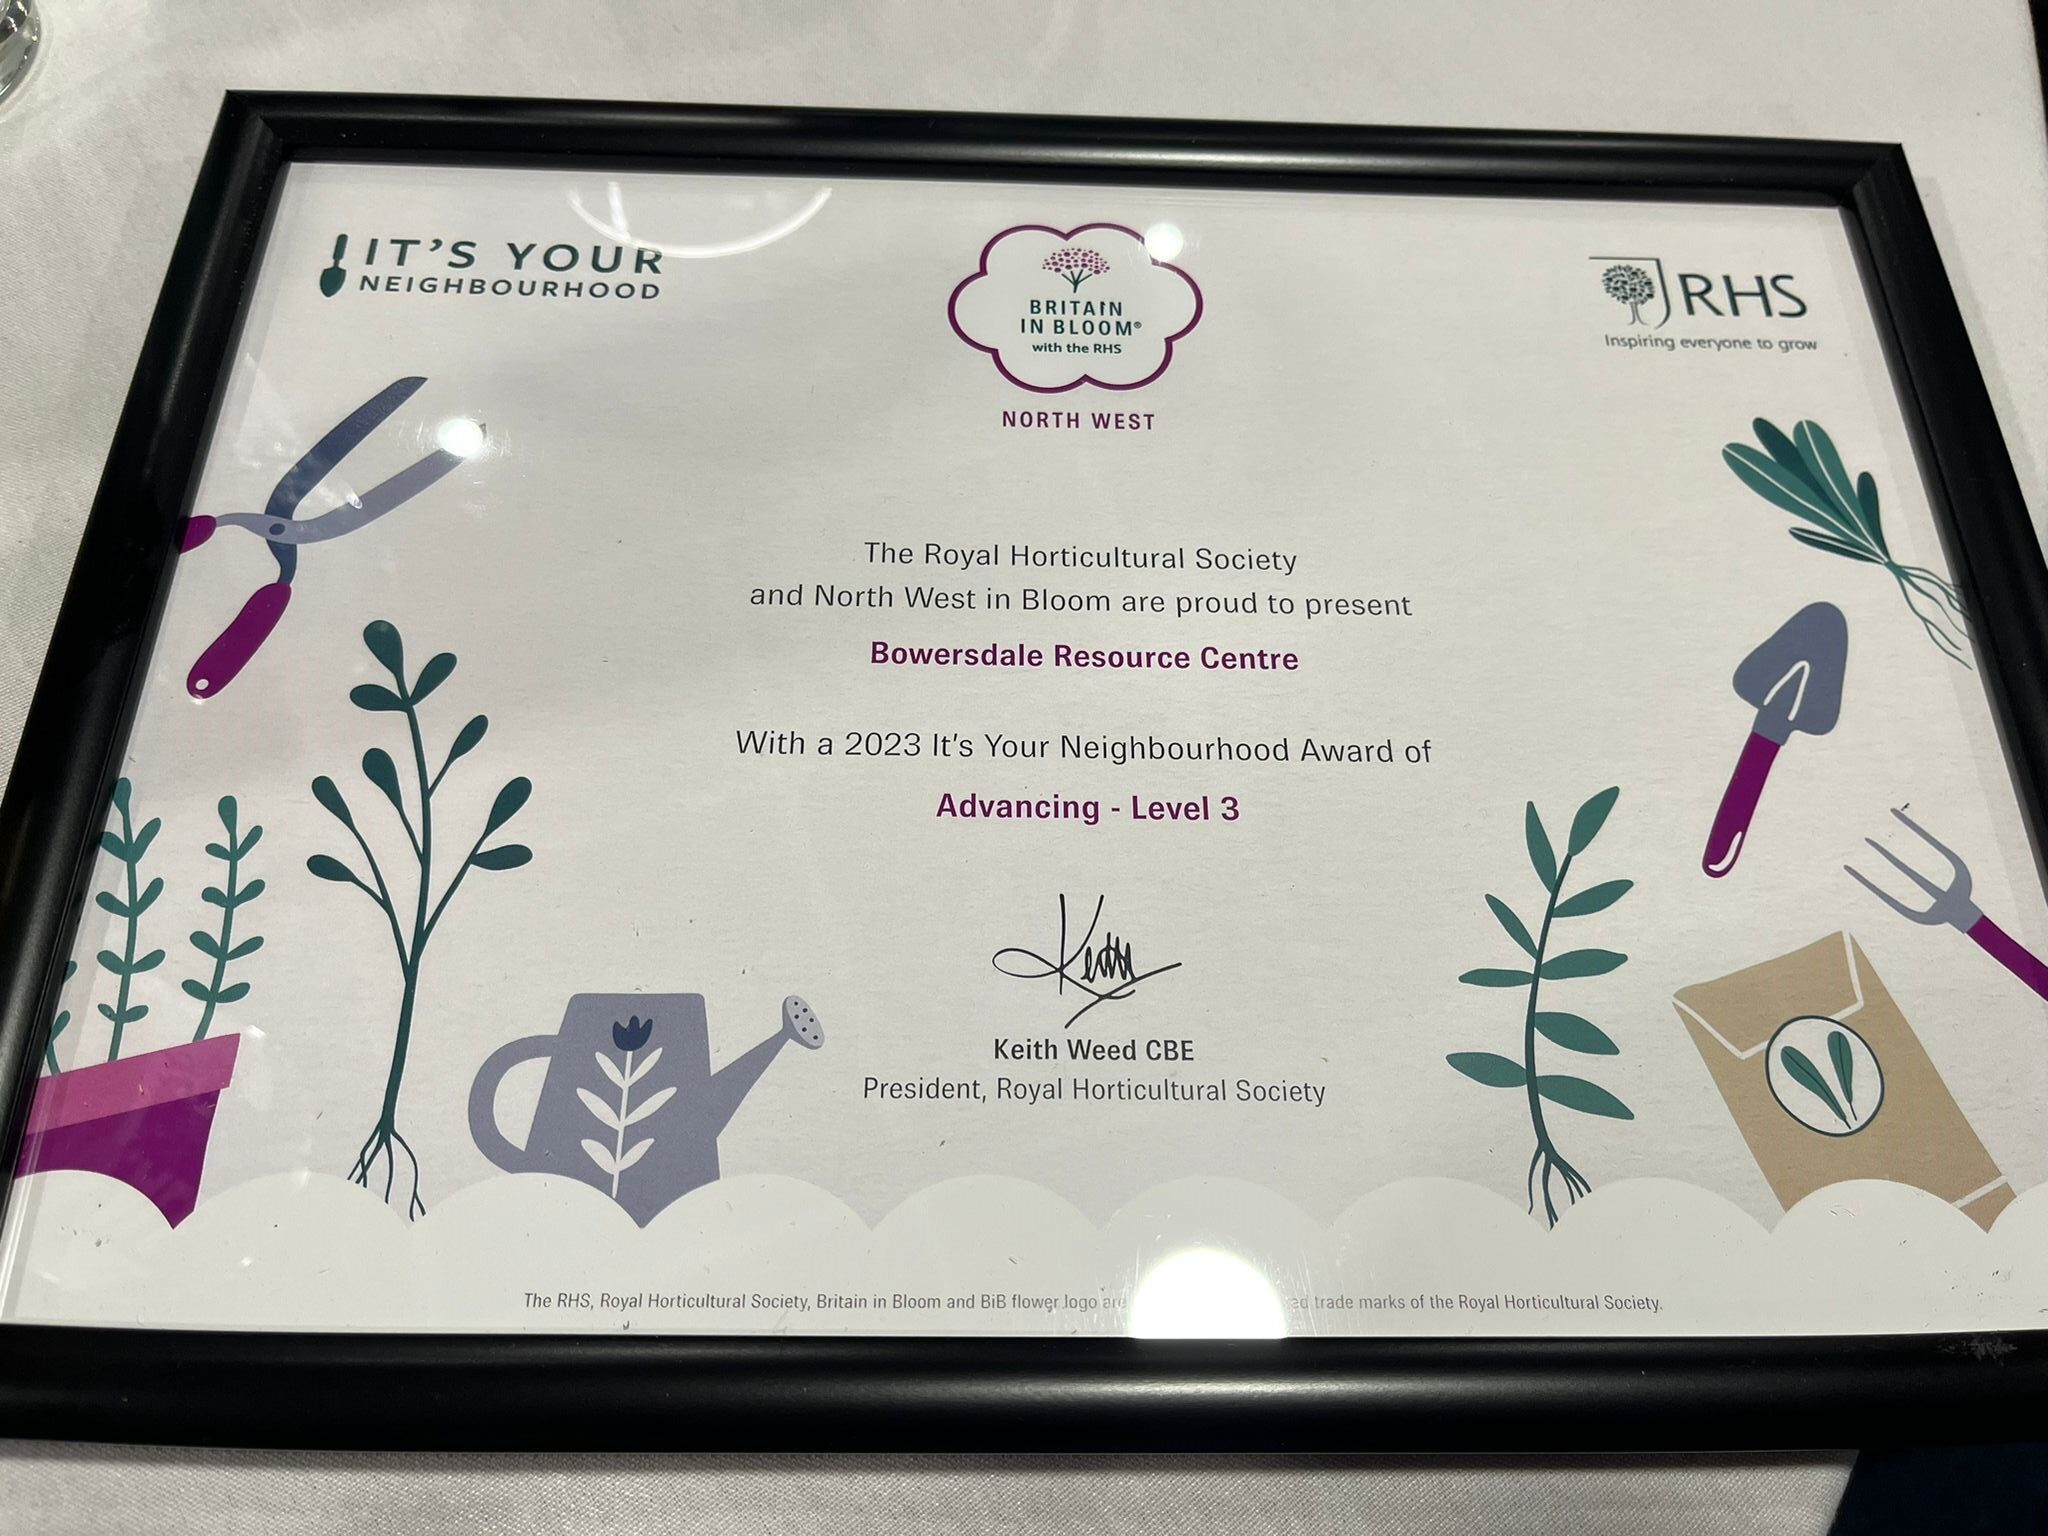 IT'S YOUR
NEIGHBOURHOOD
BRITAIN
IN BLOOM®
with the RHS
NORTH WEST
RHS
Inspiring everyone to grow
The Royal Horticultural Society
and North West in Bloom are proud to present
Bowersdale Resource Centre
With a 2023 It's Your Neighbourhood Award of
Advancing - Level 3
Keith
Keith Weed CBE
President, Royal Horticultural Society
The RHS, Royal Horticultural Society, Britain in Bloom and BiB flower logo are trade marks of the Royal Horticultural Society.